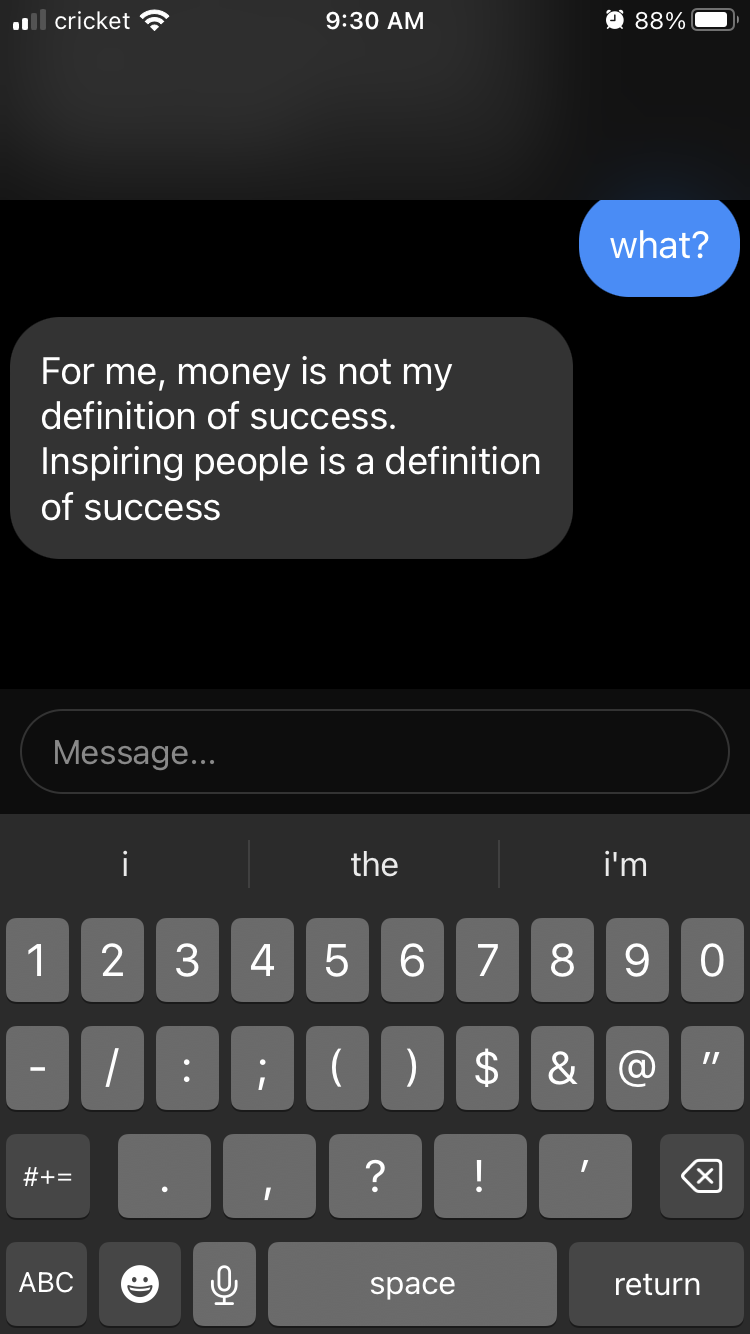 cricket 9:30 AM 88%
what?
For me, money is not my
definition of success.
Inspiring people is a definition
of success
Message...
i the i'm
1 2 3 4 5 6 7 8 9 0
- / : ; ( ) $ & @ "
#+= . , ? ! '
ABC space return